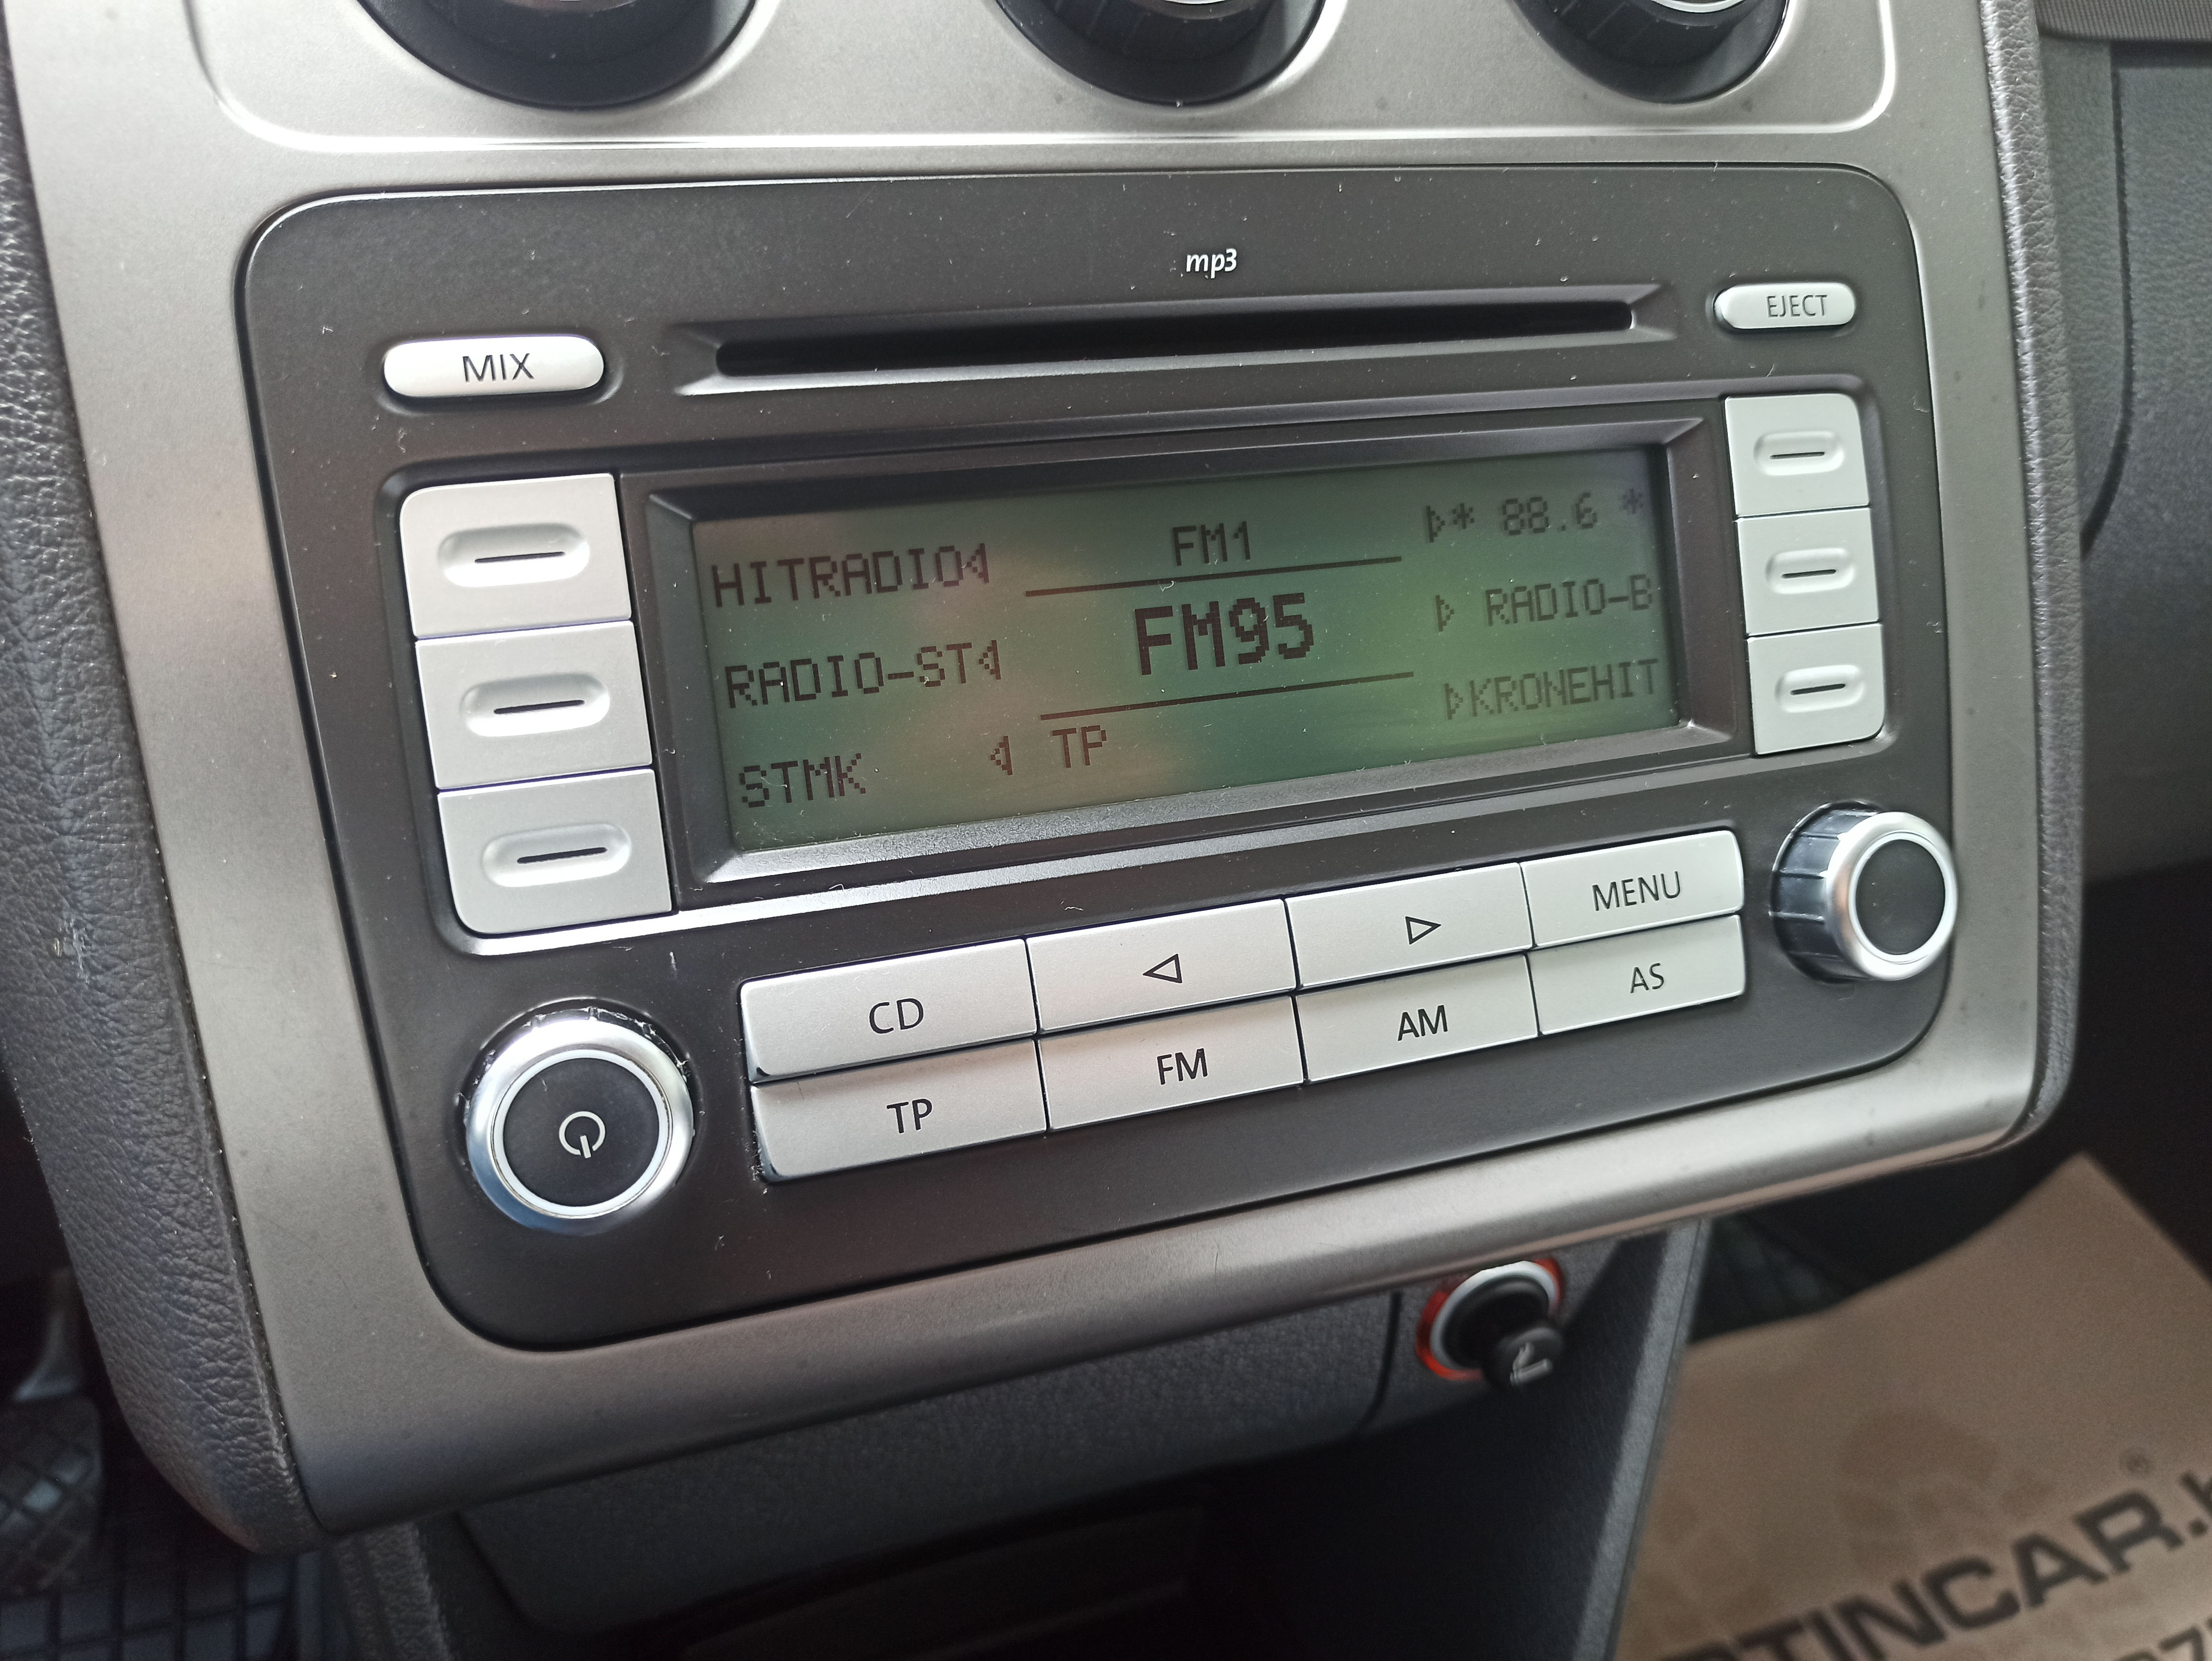 mp3
MIX
EJECT
HITRADIO
FM1
* 88.6 *
RADIO-ST
FM95
RADIO-B
STMK
TP
KRONEHIT
CD
MENU
TP
FM
AM
AS
TINCAR.